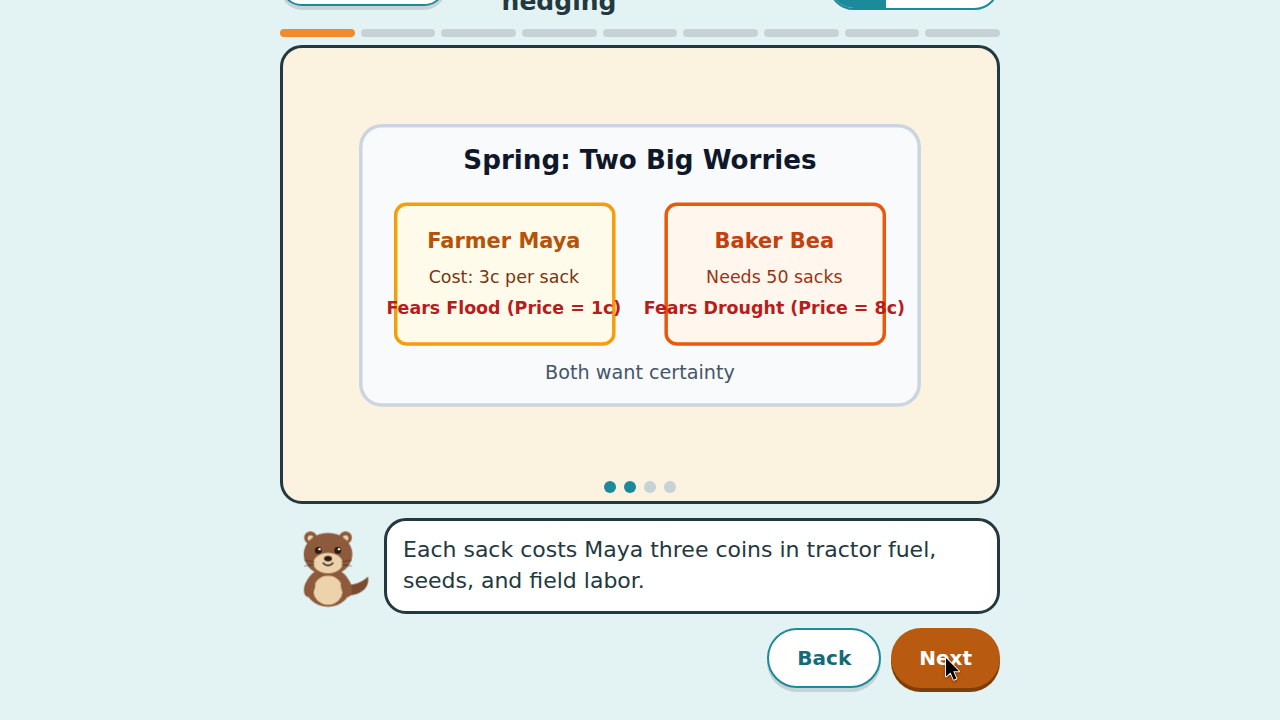 hedging
Spring: Two Big Worries
Farmer Maya
Cost: 3c per sack
Fears Flood (Price = 1c)
Baker Bea
Needs 50 sacks
Fears Drought (Price = 8c)
Both want certainty
Each sack costs Maya three coins in tractor fuel,
seeds, and field labor.
Back
Next